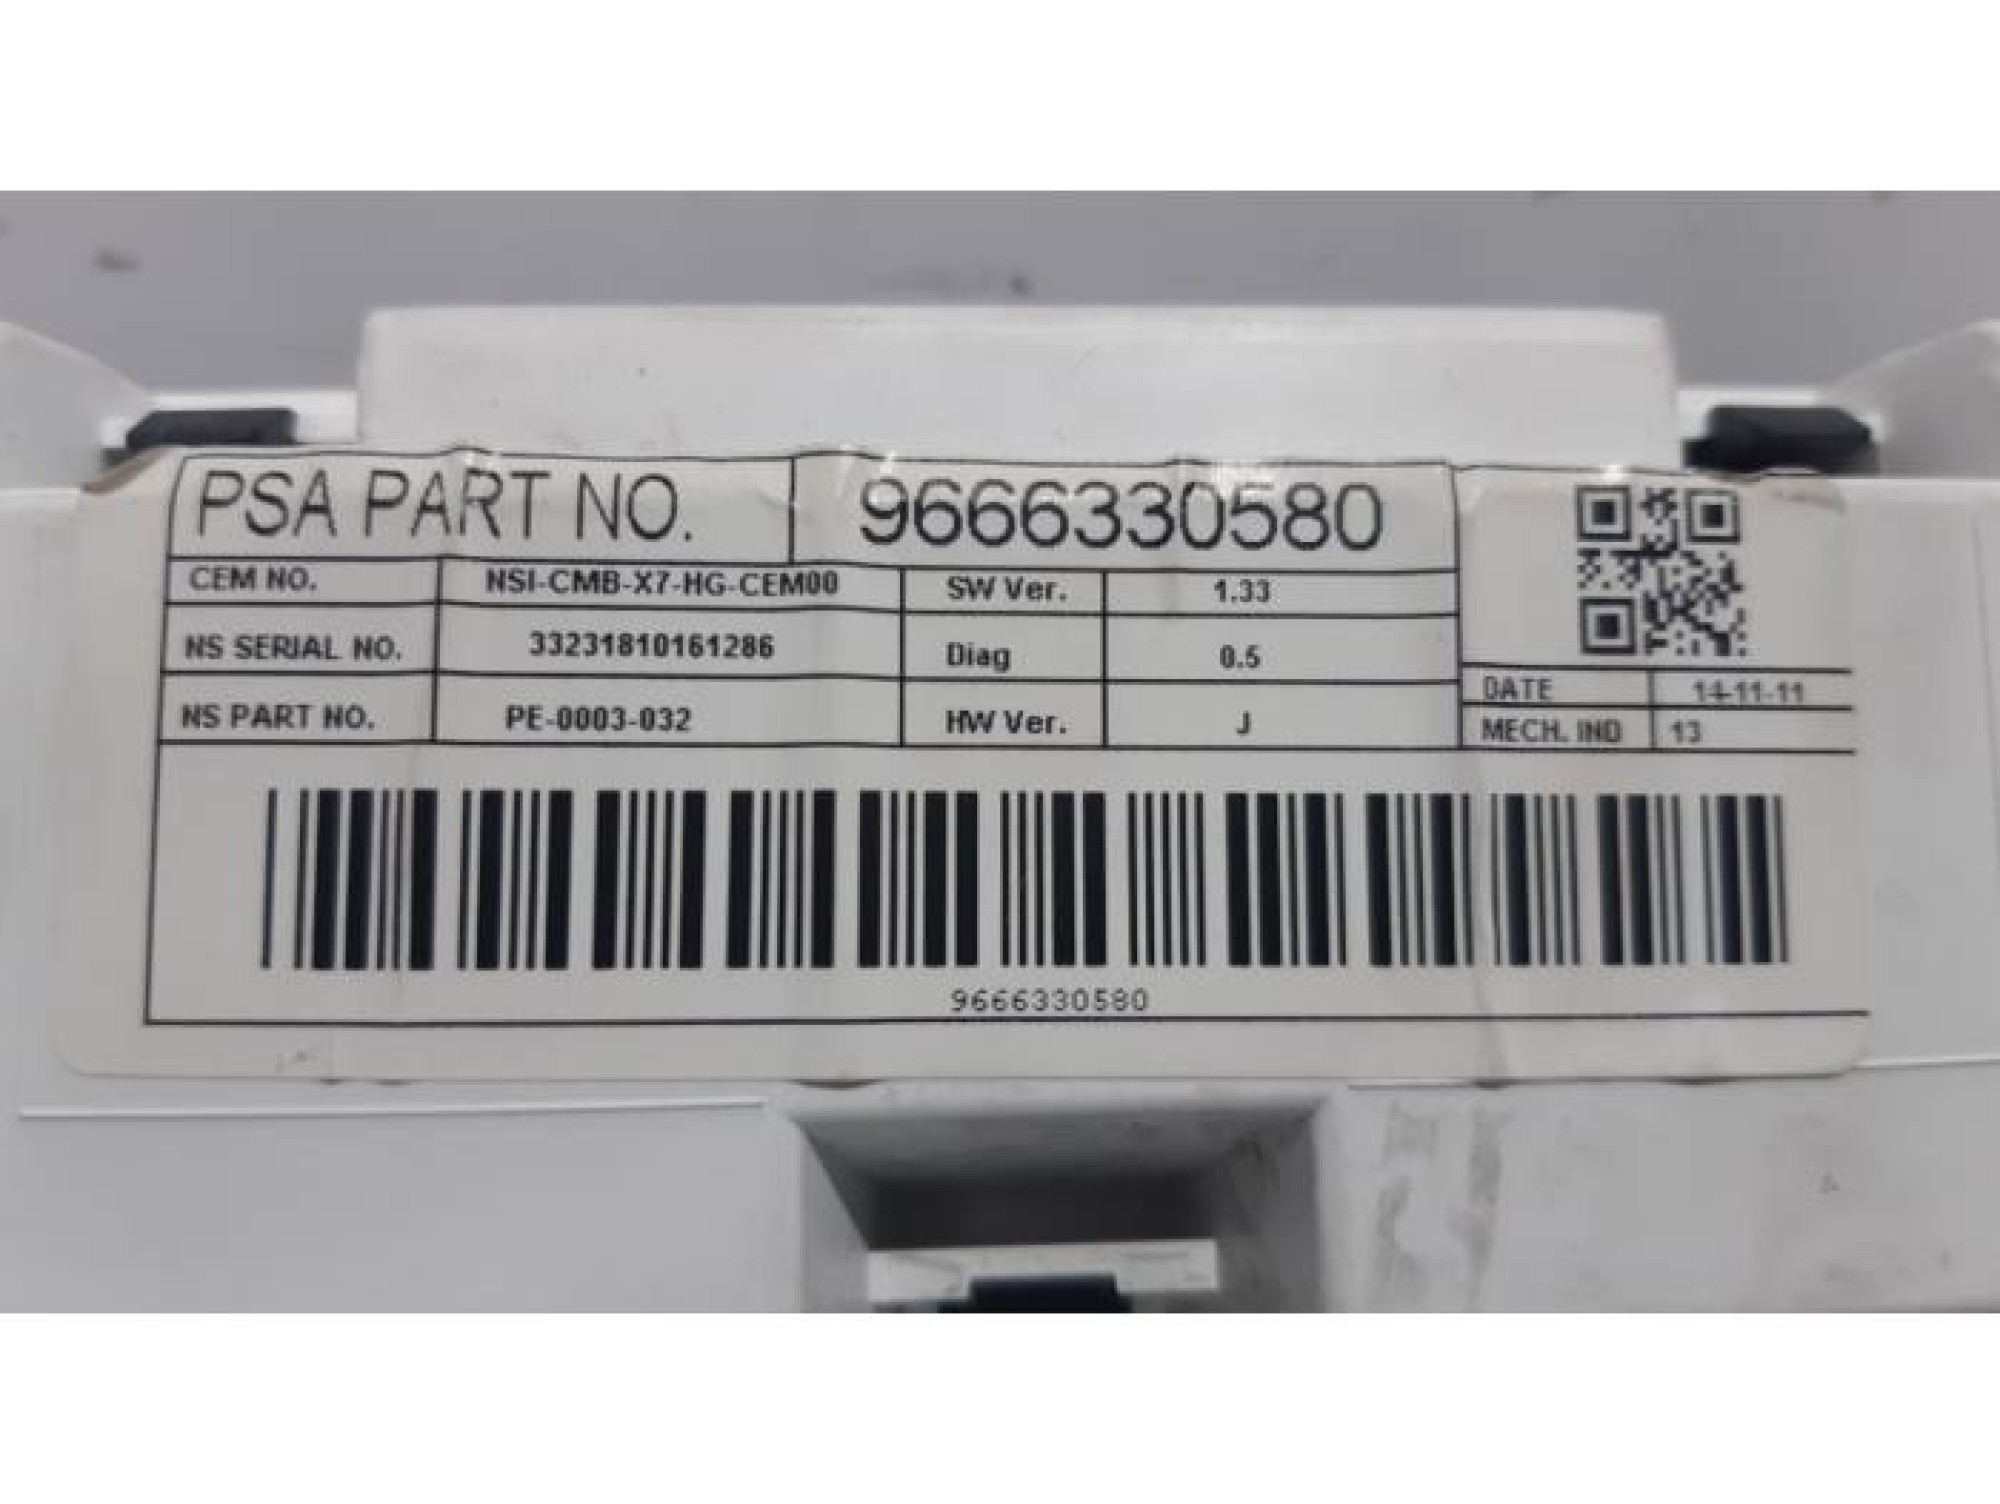 PSA PART NO. 9666330580
CEM NO. NSI-CMB-X7-HG-CEM00 SW Ver. 1.33
NS SERIAL NO. 33231810161286 Diag 0.5
NS PART NO. PE-0003-032 HW Ver. J
DATE 14-11-11
MECH. IND 13
9666330580